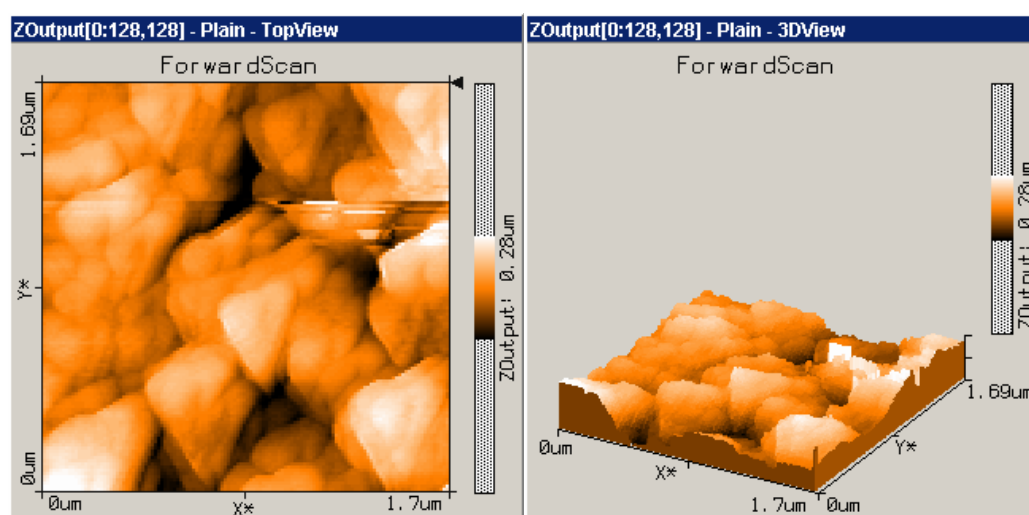 ZOutput[0:128,128] - Plain - TopView
ForwardScan
1.69um
Y*
0um
0um
X*
1.7um
ZOutput: 0.28um
ZOutput[0:128,128] - Plain - 3DView
ForwardScan
ZOutput: 0.28um
1.69um
Y*
0um
X*
1.7um
0um